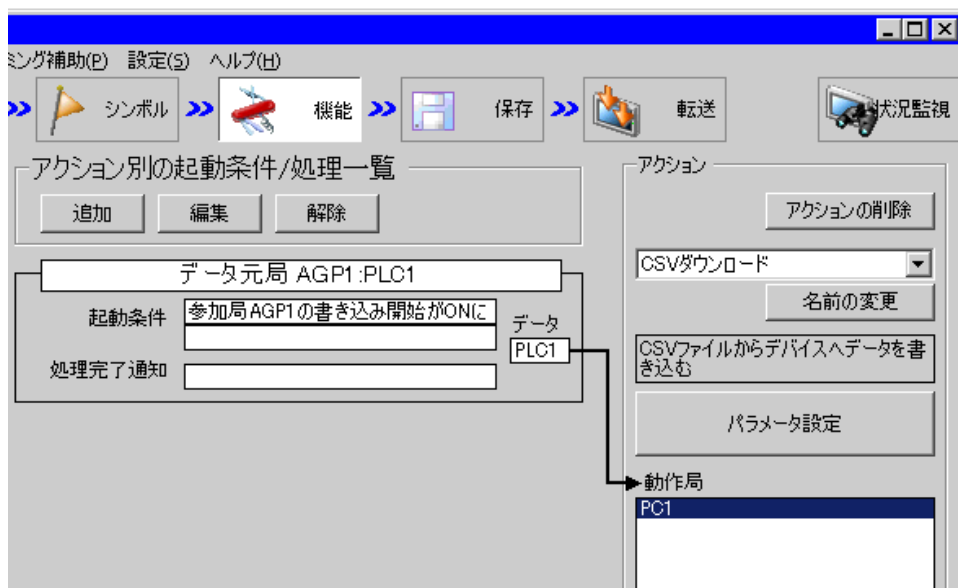 ミング補助(P) 設定(S) ヘルプ(H)
シンボル 機能 保存 転送 状況監視
アクション別の起動条件/処理一覧
追加 編集 解除
データ元局 AGP1:PLC1
起動条件 参加局AGP1の書き込み開始がONに
データ
PLC1
処理完了通知
アクション
アクションの削除
CSVダウンロード
名前の変更
CSVファイルからデバイスへデータを書
き込む
パラメータ設定
動作局
PC1